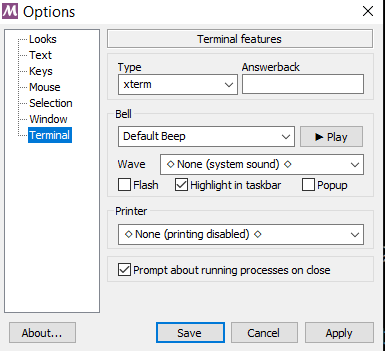 M Options
Looks
Text
Keys
Mouse
Selection
Window
Terminal
Terminal features
Type
Answerback
xterm
Bell
Default Beep
► Play
Wave
◇ None (system sound) ◇
Flash
Highlight in taskbar
Popup
Printer
◇ None (printing disabled) ◇
Prompt about running processes on close
About...
Save
Cancel
Apply